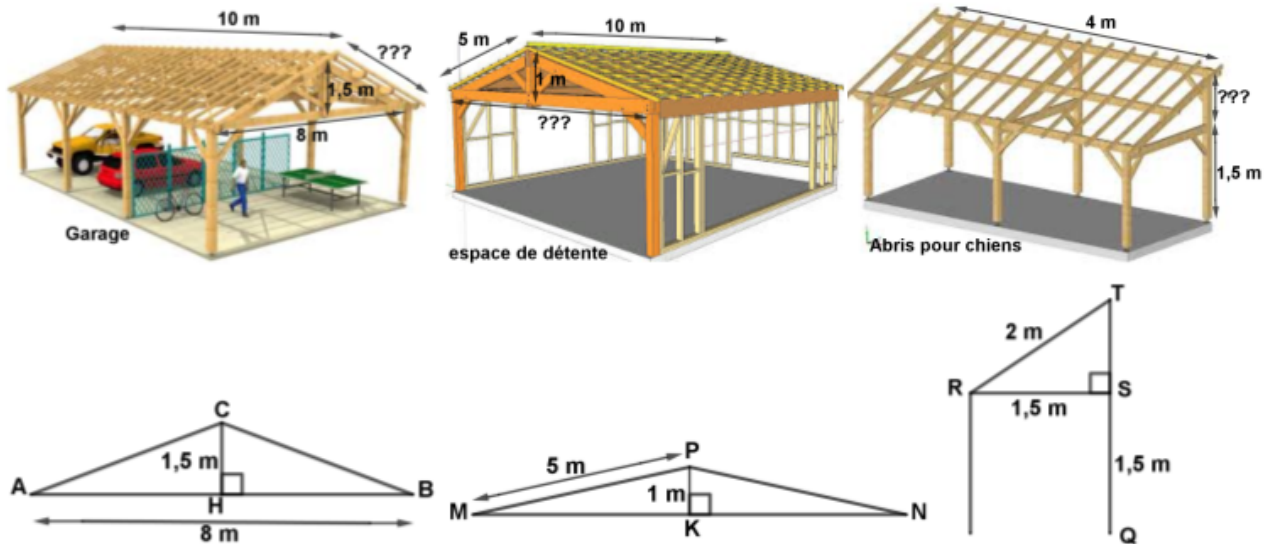 10 m
???
1,5 m
8 m
Garage
5 m
10 m
1 m
???
espace de détente
4 m
???
1,5 m
Abris pour chiens
C
1,5 m
A
H
B
8 m
5 m
P
1 m
M
K
N
T
2 m
R
S
1,5 m
1,5 m
Q